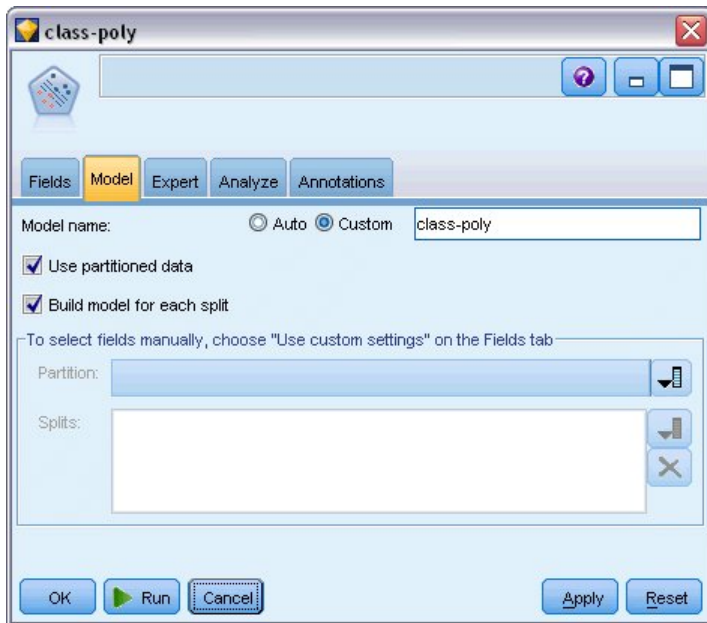 class-poly
Fields Model Expert Analyze Annotations
Model name: Auto Custom class-poly
Use partitioned data
Build model for each split
To select fields manually, choose "Use custom settings" on the Fields tab
Partition:
Splits:
OK Run Cancel Apply Reset